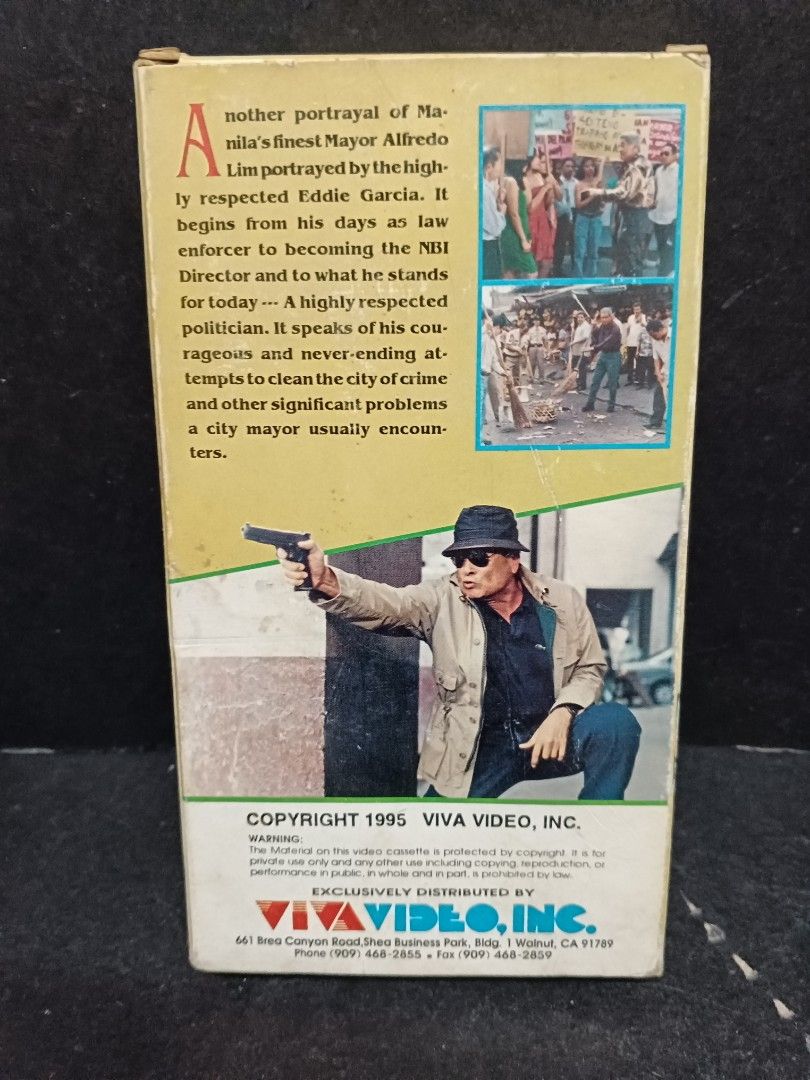 Another portrayal of Ma-
nila's finest Mayor Alfredo
Lim portrayed by the high-
ly respected Eddie Garcia. It
begins from his days as law
enforcer to becoming the NBI
Director and to what he stands
for today --- A highly respected
politician. It speaks of his cou-
rageous and never-ending at-
tempts to clean the city of crime
and other significant problems
a city mayor usually encoun-
ters.
COPYRIGHT 1995 VIVA VIDEO, INC.
WARNING:
The Material on this video cassette is protected by copyright. It is for
private use only and any other use including copying, reproduction, or
performance in public, in whole and in part, is prohibited by law.
EXCLUSIVELY DISTRIBUTED BY
VIVA VIDEO, INC.
661 Brea Canyon Road, Shea Business Park, Bldg. 1 Walnut, CA 91789
Phone (909) 468-2855 • Fax (909) 468-2859